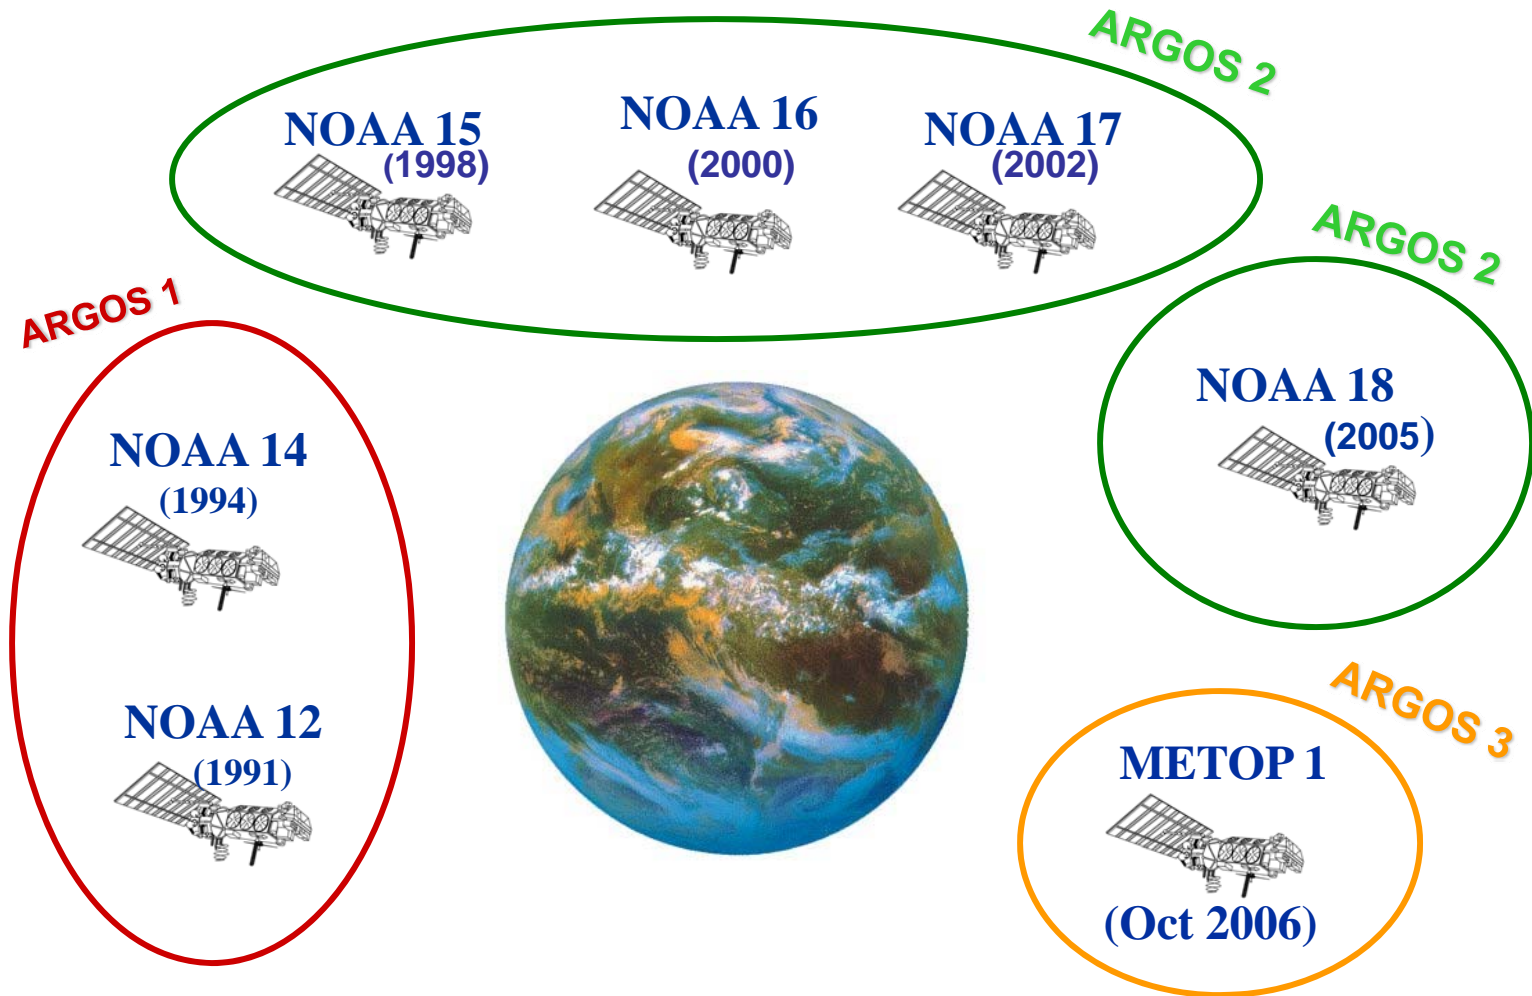 ARGOS 2
NOAA 15
(1998)
NOAA 16
(2000)
NOAA 17
(2002)
ARGOS 2
NOAA 18
(2005)
ARGOS 1
NOAA 14
(1994)
NOAA 12
(1991)
ARGOS 3
METOP 1
(Oct 2006)